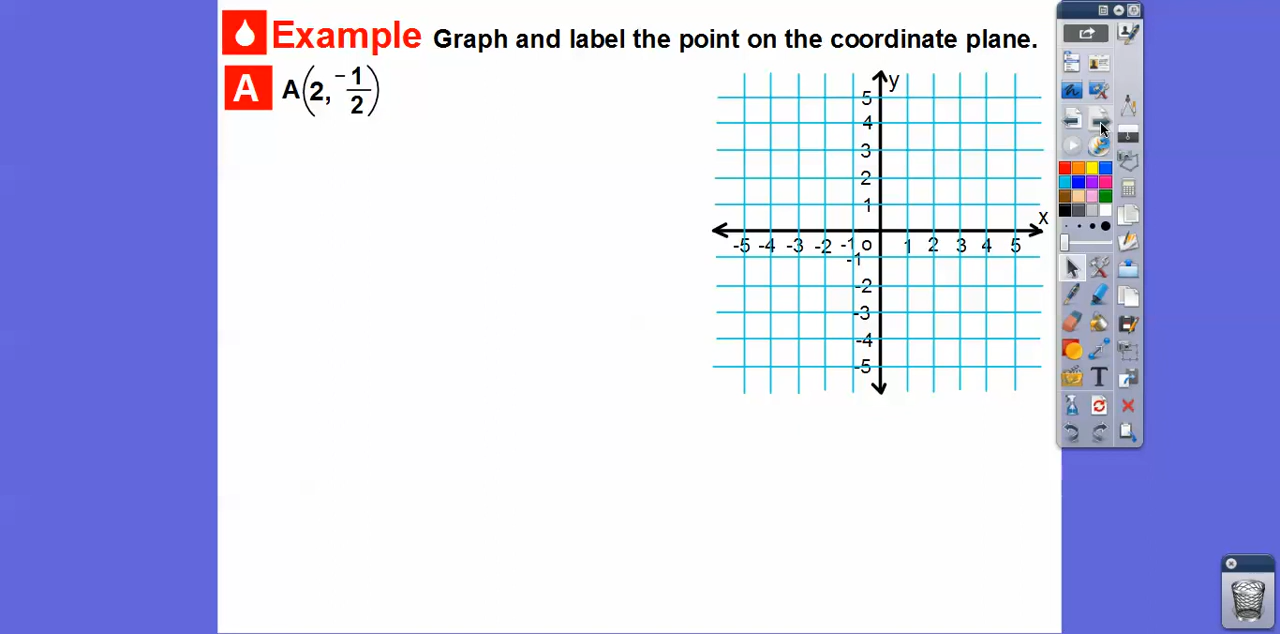 Example Graph and label the point on the coordinate plane.
A A(2, -1/2)
y
5
4
3
2
1
x
-5 -4 -3 -2 -1 o 1 2 3 4 5
-1
-2
-3
-4
-5
T